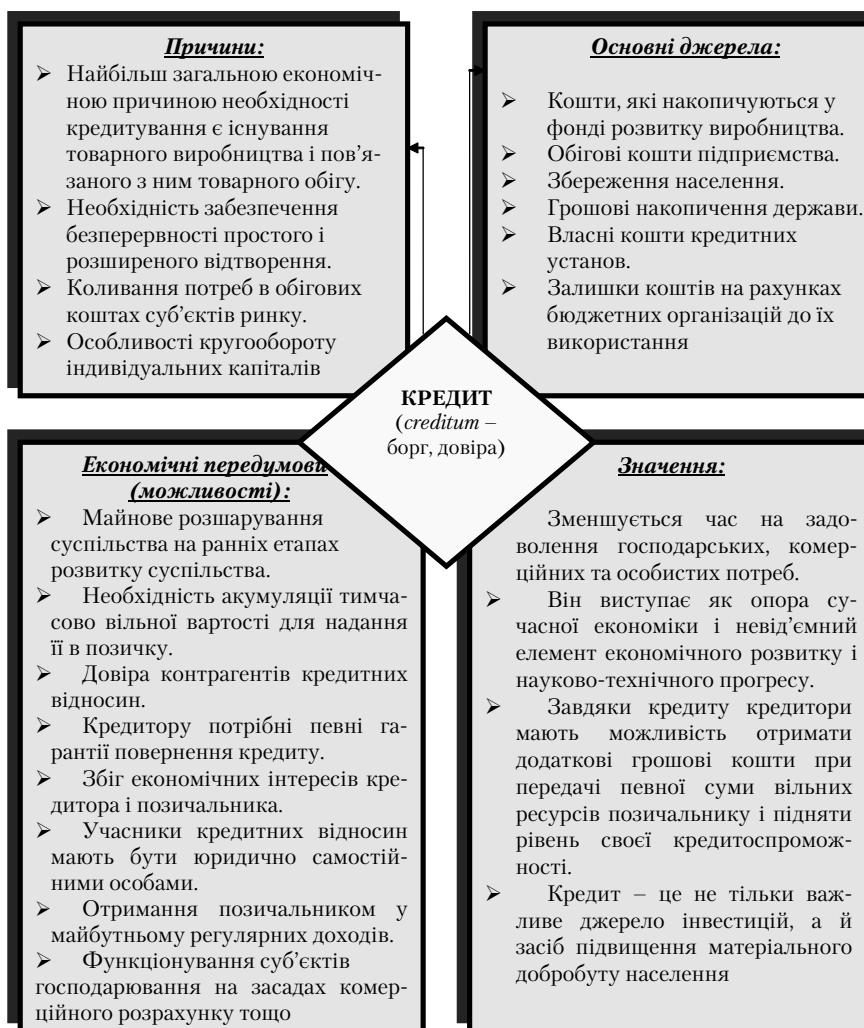 Причини:
➢ Найбільш загальною економіч-
ною причиною необхідності
кредитування є існування
товарного виробництва і пов’я-
заного з ним товарного обігу.
➢ Необхідність забезпечення
безперервності простого і
розширеного відтворення.
➢ Коливання потреб в обігових
коштах суб’єктів ринку.
➢ Особливості кругообороту
індивідуальних капіталів
Основні джерела:
➢ Кошти, які накопичуються у
фонді розвитку виробництва.
➢ Обігові кошти підприємства.
➢ Збереження населення.
➢ Грошові накопичення держави.
➢ Власні кошти кредитних
установ.
➢ Залишки коштів на рахунках
бюджетних організацій до їх
використання
КРЕДИТ
(creditum –
борг, довіра)
Економічні передумови
(можливості):
➢ Майнове розшарування
суспільства на ранніх етапах
розвитку суспільства.
➢ Необхідність акумуляції тимча-
сово вільної вартості для надання
її в позичку.
➢ Довіра контрагентів кредитних
відносин.
➢ Кредитору потрібні певні га-
рантії повернення кредиту.
➢ Збіг економічних інтересів кре-
дитора і позичальника.
➢ Учасники кредитних відносин
мають бути юридично самостій-
ними особами.
➢ Отримання позичальником у
майбутньому регулярних доходів.
➢ Функціонування суб’єктів
господарювання на засадах комер-
ційного розрахунку тощо
Значення:
Зменшується час на задо-
волення господарських, комер-
ційних та особистих потреб.
➢ Він виступає як опора су-
часної економіки і невід’ємний
елемент економічного розвитку і
науково-технічного прогресу.
➢ Завдяки кредиту кредитори
мають можливість отримати
додаткові грошові кошти при
передачі певної суми вільних
ресурсів позичальнику і підняти
рівень своєї кредитоспромож-
ності.
➢ Кредит – це не тільки важ-
ливе джерело інвестицій, а й
засіб підвищення матеріального
добробуту населення